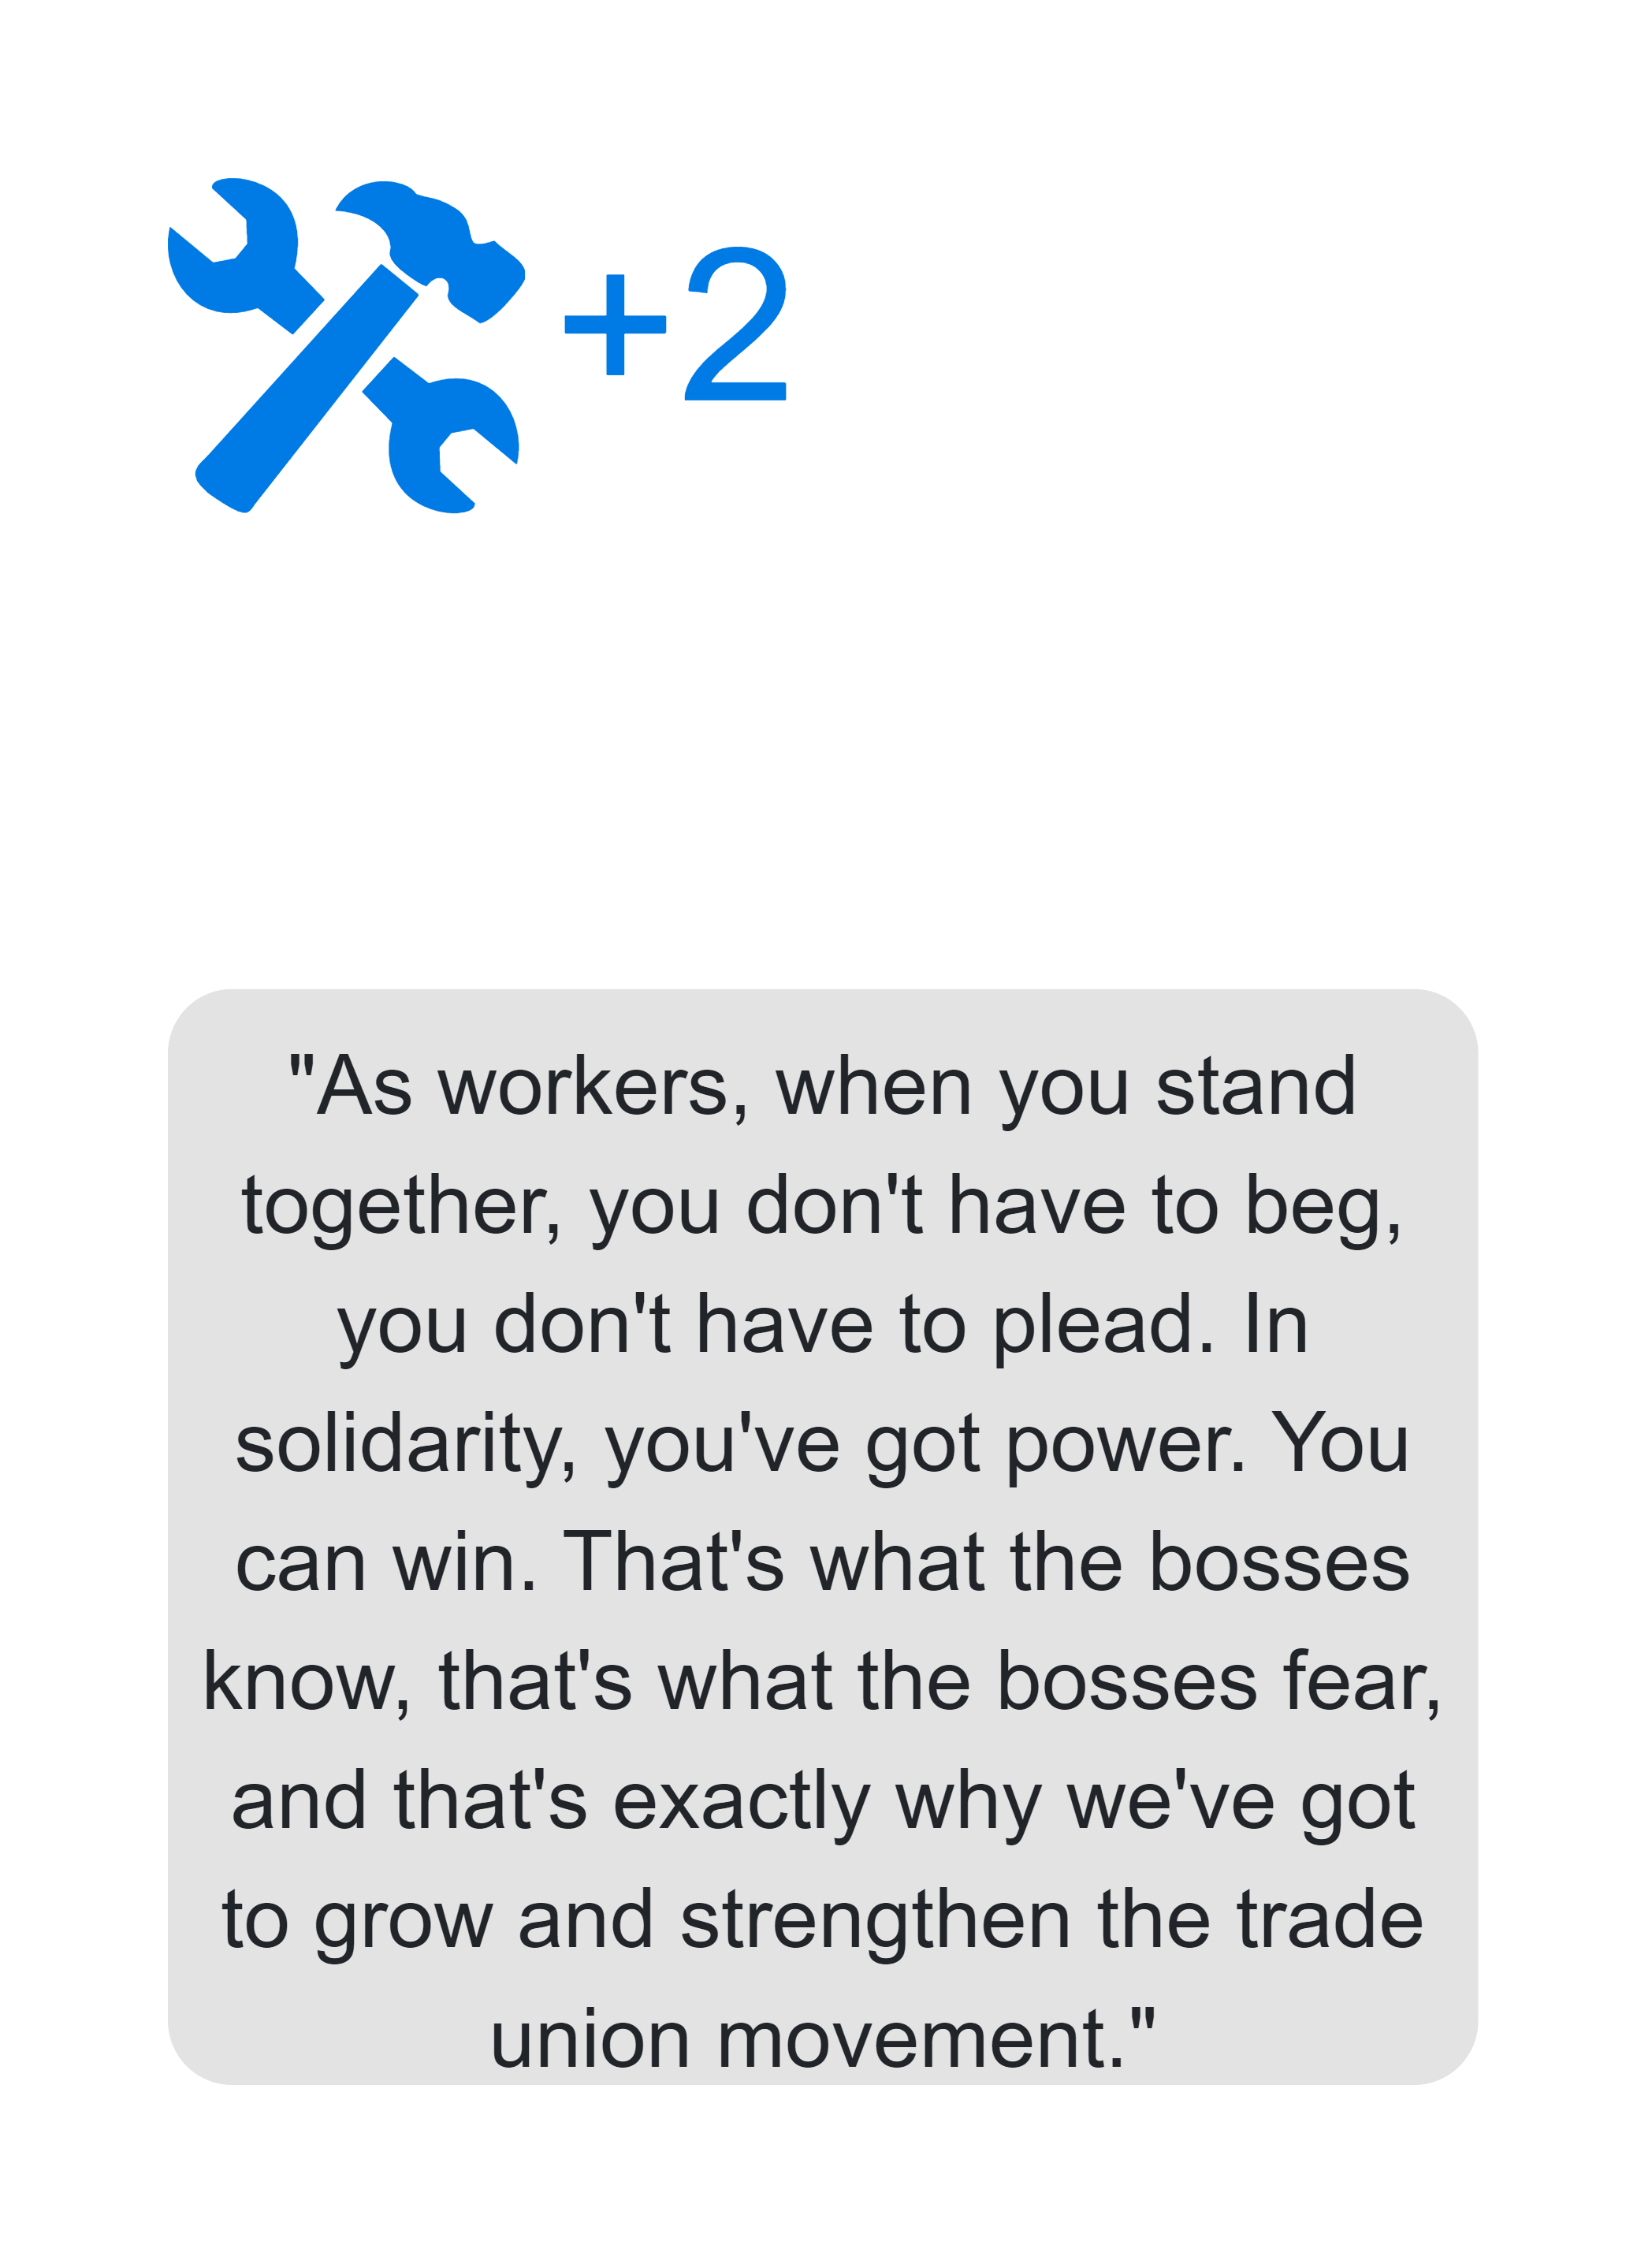 +2
"As workers, when you stand
together, you don't have to beg,
you don't have to plead. In
solidarity, you've got power. You
can win. That's what the bosses
know, that's what the bosses fear,
and that's exactly why we've got
to grow and strengthen the trade
union movement."